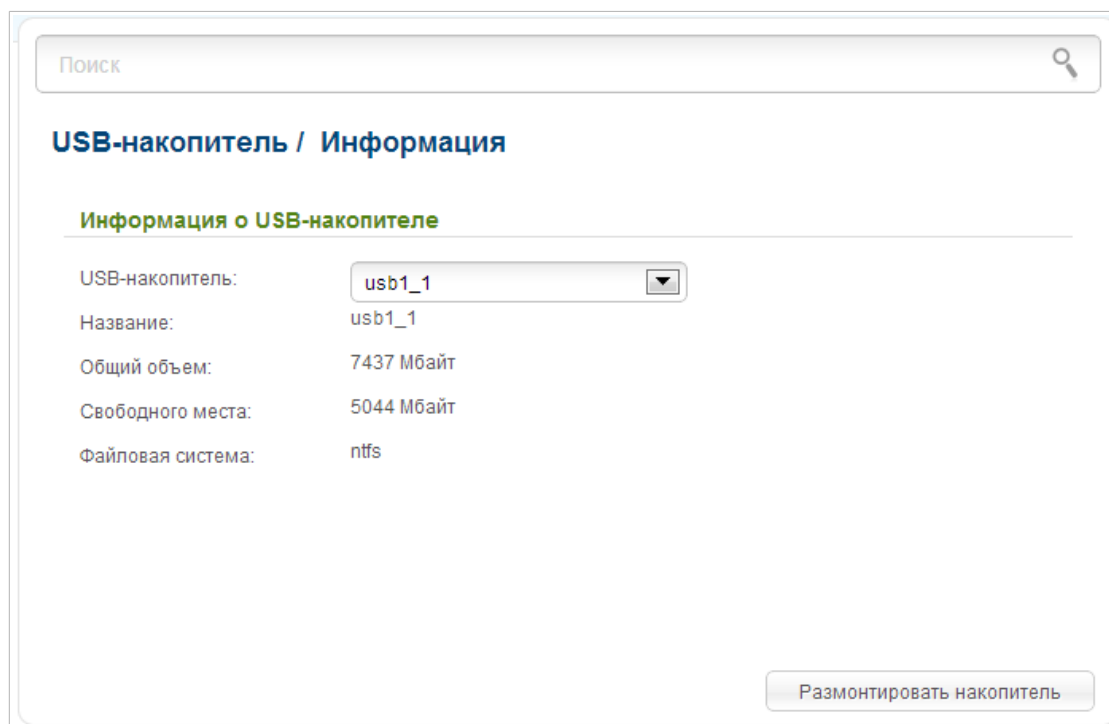 Поиск
USB-накопитель / Информация
Информация о USB-накопителе
USB-накопитель: usb1_1
Название: usb1_1
Общий объем: 7437 Мбайт
Свободного места: 5044 Мбайт
Файловая система: ntfs
Размонтировать накопитель